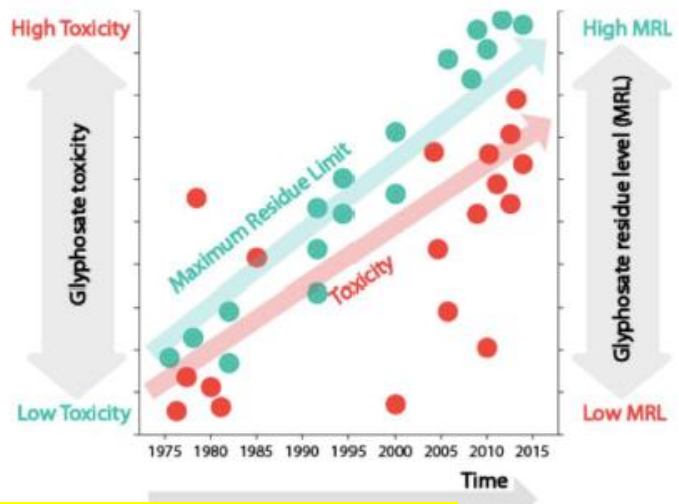 High Toxicity
High MRL
Glyphosate toxicity
Maximum Residue Limit
Toxicity
Glyphosate residue level (MRL)
Low Toxicity
Low MRL
1975 1980 1985 1990 1995 2000 2005 2010 2015
Time